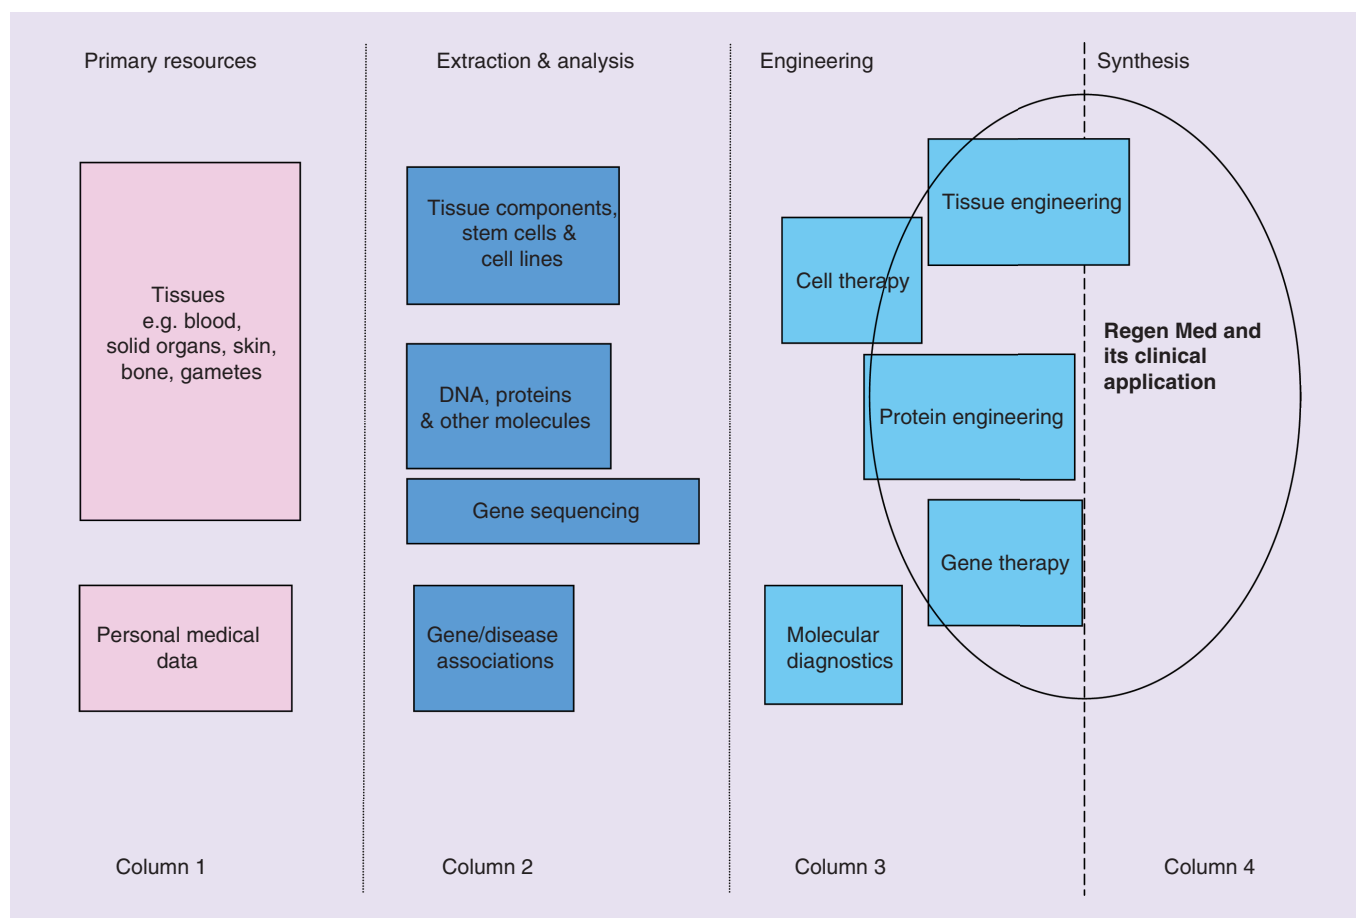 Primary resources
Extraction & analysis
Engineering
Synthesis
Tissues
e.g. blood,
solid organs, skin,
bone, gametes
Personal medical
data
Tissue components,
stem cells &
cell lines
DNA, proteins
& other molecules
Gene sequencing
Gene/disease
associations
Tissue engineering
Cell therapy
Protein engineering
Gene therapy
Molecular
diagnostics
Regen Med and
its clinical
application
Column 1
Column 2
Column 3
Column 4